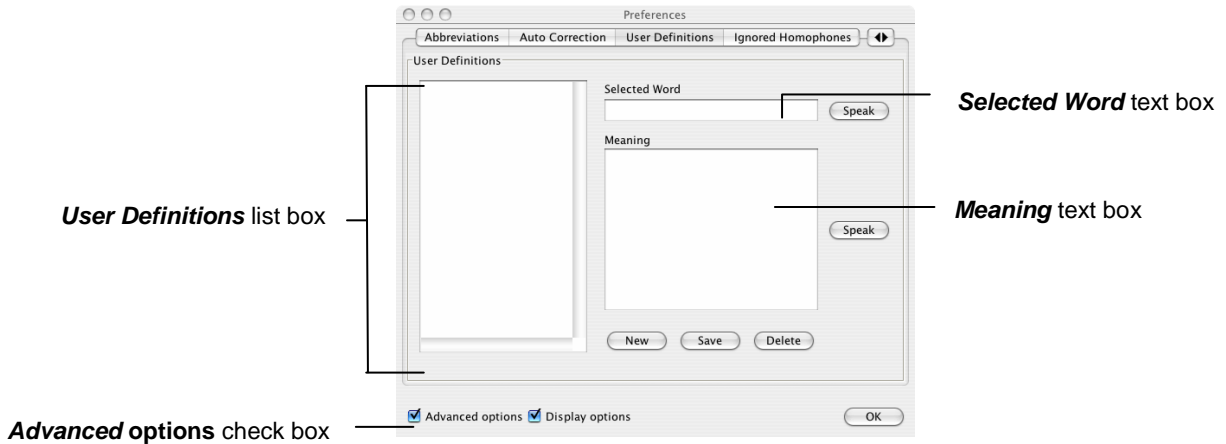 Preferences
Abbreviations Auto Correction User Definitions Ignored Homophones
User Definitions
Selected Word
Speak
Selected Word text box
Meaning
User Definitions list box
Meaning text box
Speak
New Save Delete
Advanced options Display options OK
Advanced options check box